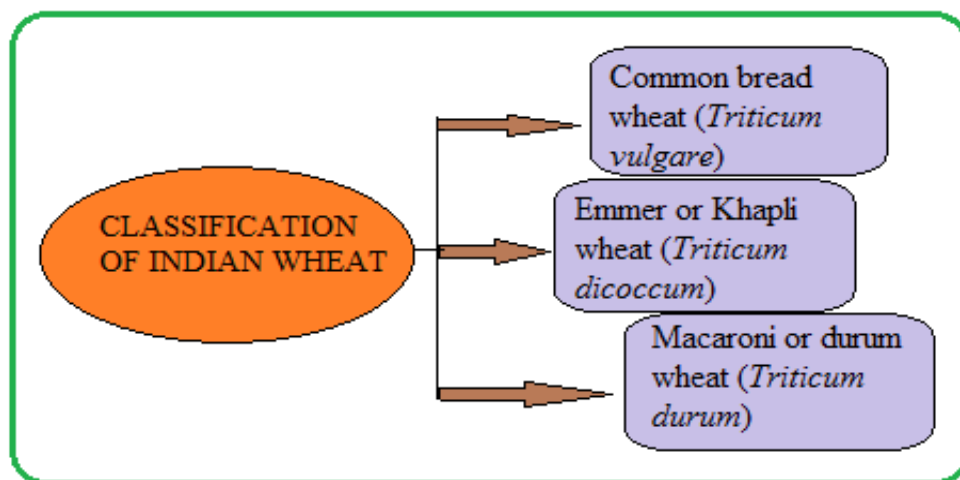 CLASSIFICATION
OF INDIAN WHEAT
Common bread
wheat (Triticum
vulgare)
Emmer or Khapli
wheat (Triticum
dicoccum)
Macaroni or durum
wheat (Triticum
durum)